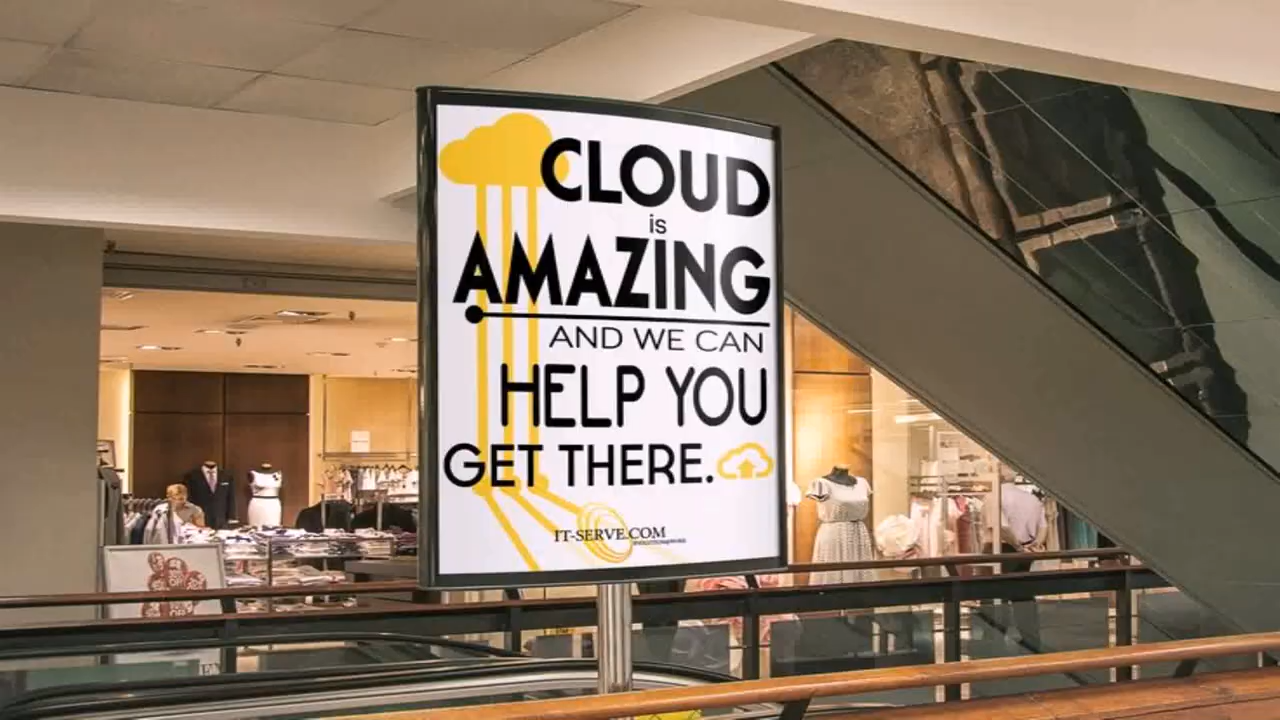 CLOUD
is
AMAZING
AND WE CAN
HELP YOU
GET THERE.
IT-SERVE.COM